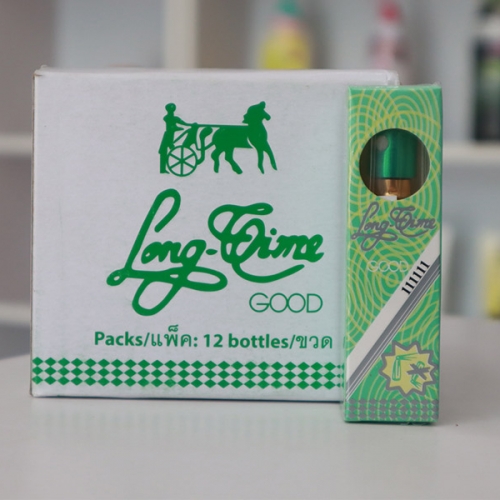 Long-Time
GOOD
Packs/แพ็ค: 12 bottles/ขวด
Long-Time
GOOD